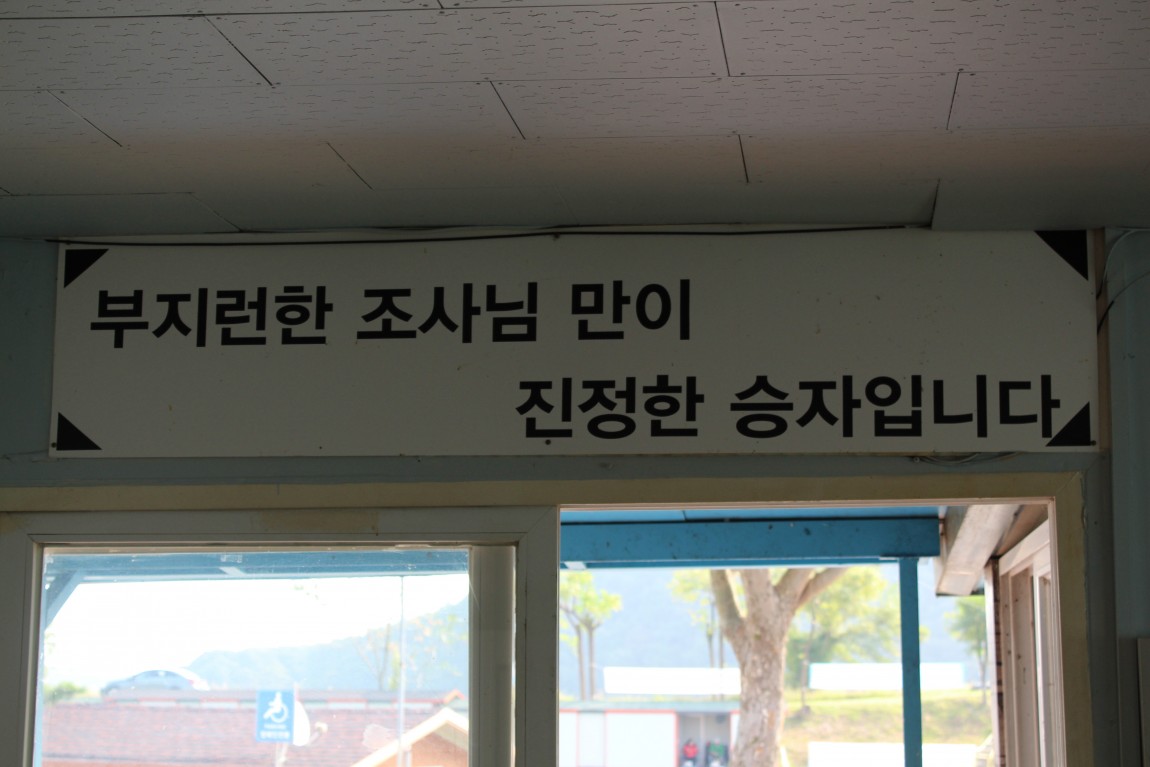 부지런한 조사님 만이
진정한 승자입니다